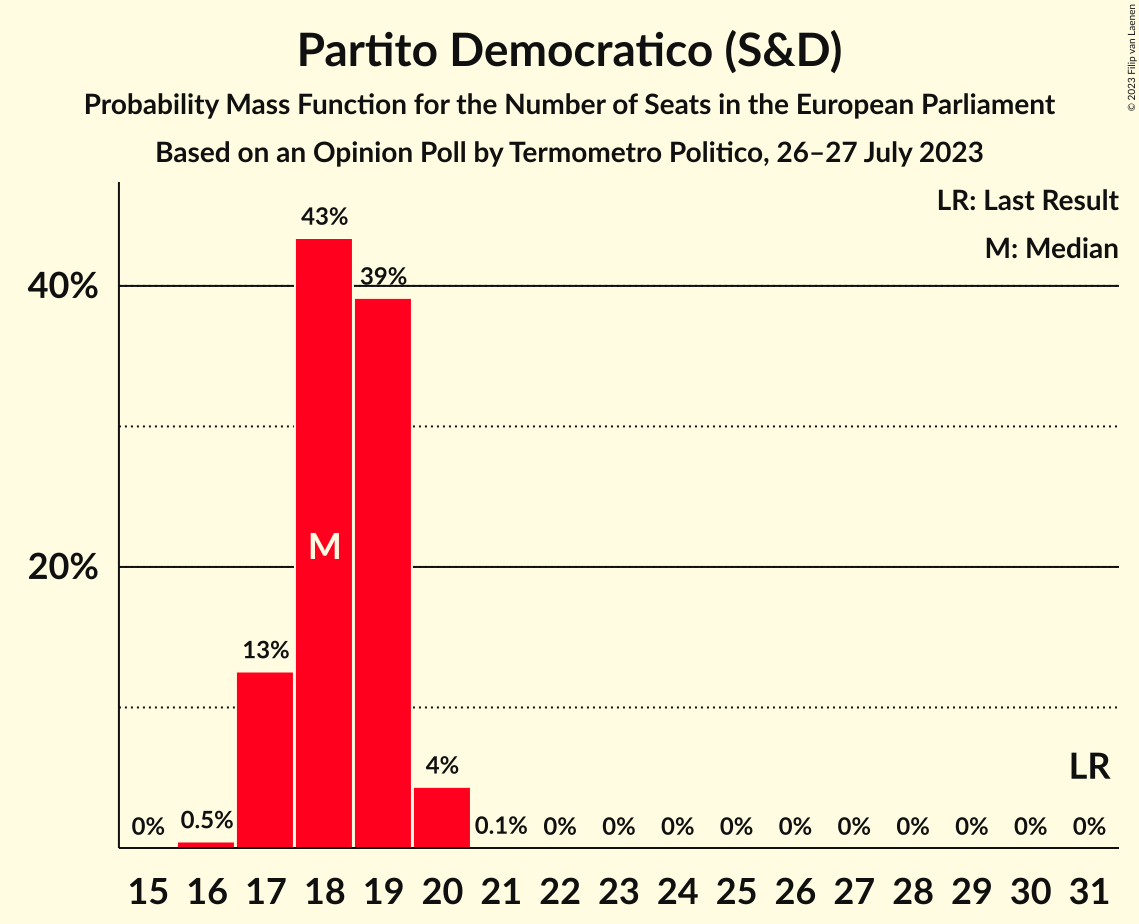 Partito Democratico (S&D)
Probability Mass Function for the Number of Seats in the European Parliament
Based on an Opinion Poll by Termometro Politico, 26–27 July 2023
© 2023 Filip van Laenen
LR: Last Result
M: Median
40%
20%
0% 0.5% 13% 43% 39% 4% 0.1% 0% 0% 0% 0% 0% 0% 0% 0% 0% 0%
M
LR
15 16 17 18 19 20 21 22 23 24 25 26 27 28 29 30 31